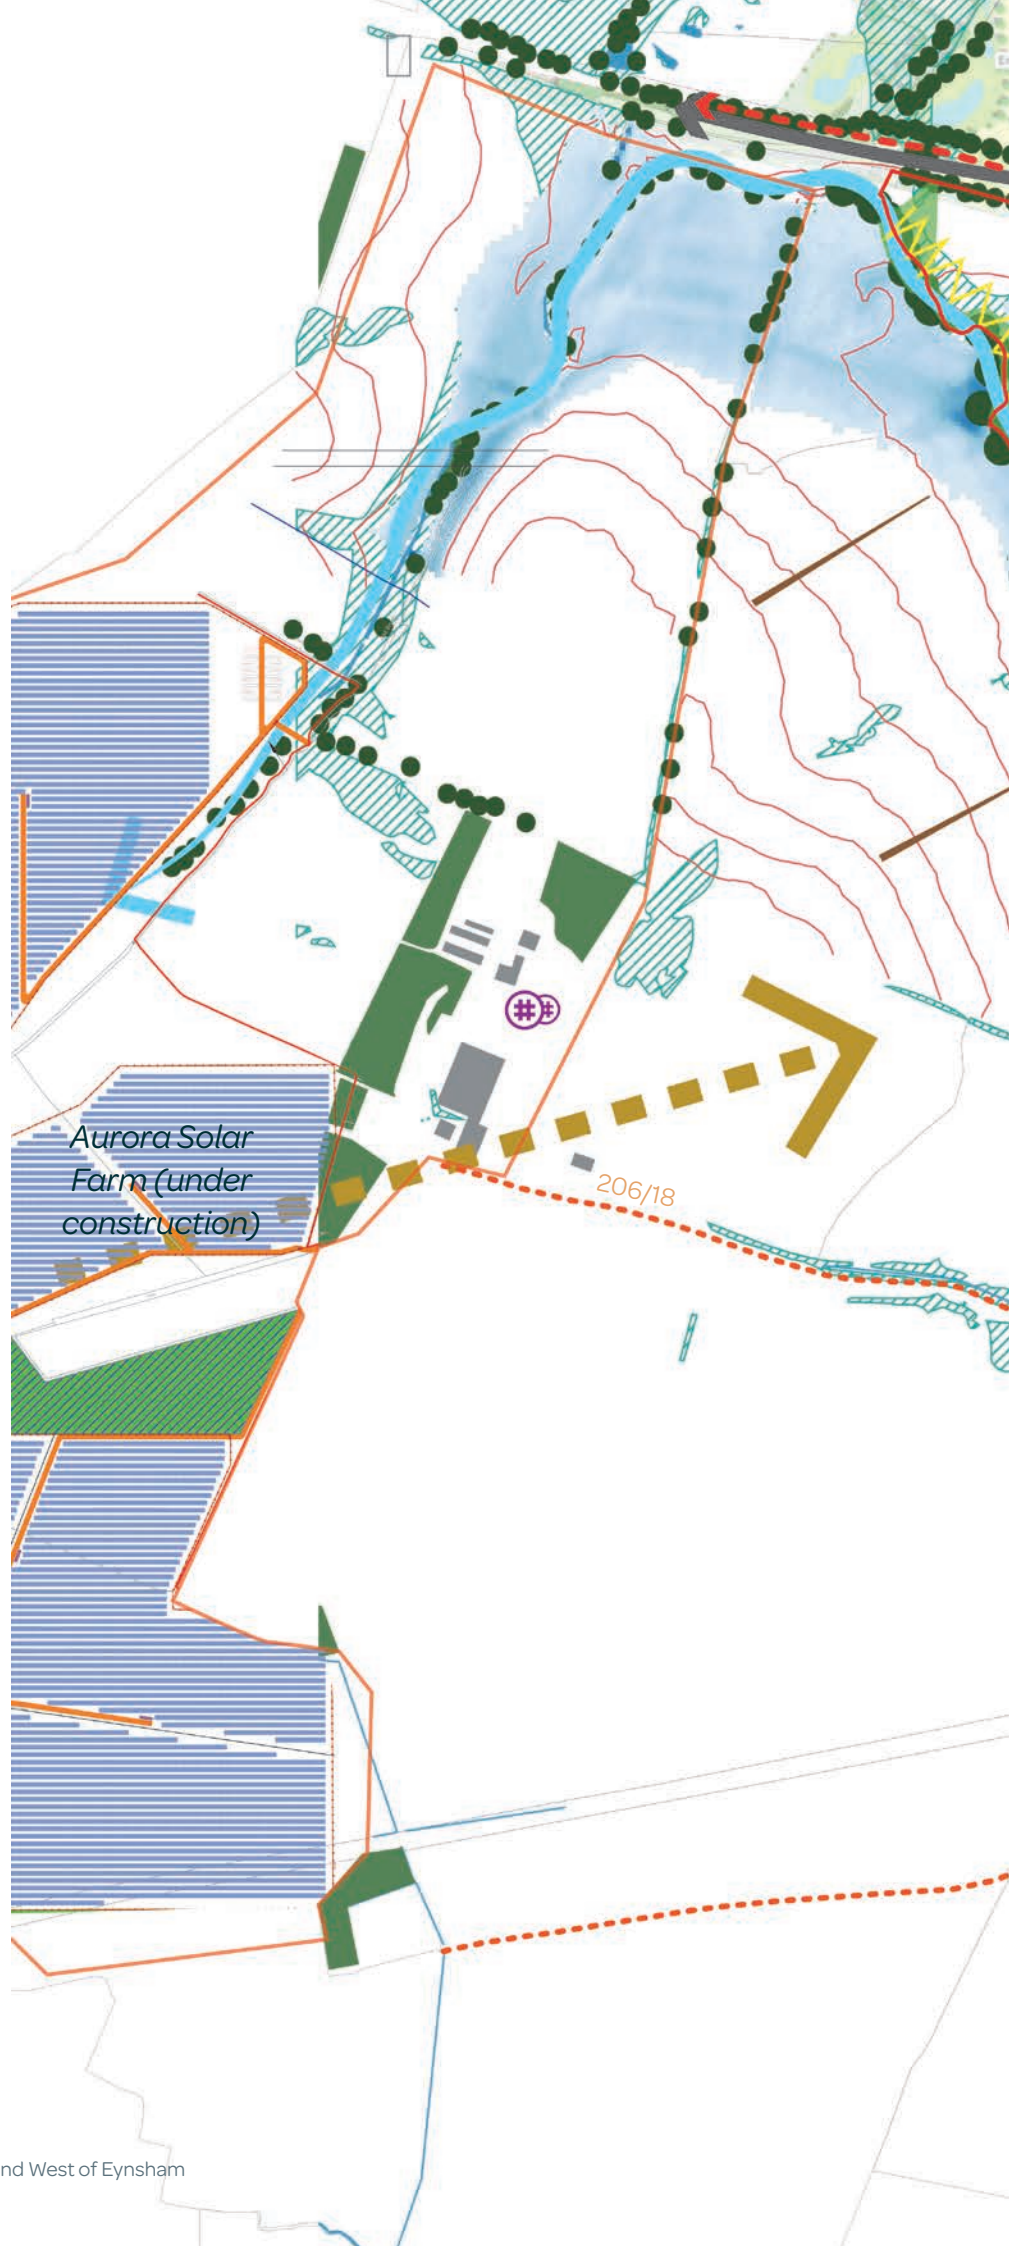 Aurora Solar
Farm (under
construction)
206/18
nd West of Eynsham